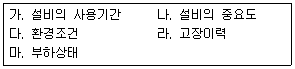 가. 설비의 사용기간 나. 설비의 중요도
다. 환경조건 라. 고장이력
마. 부하상태